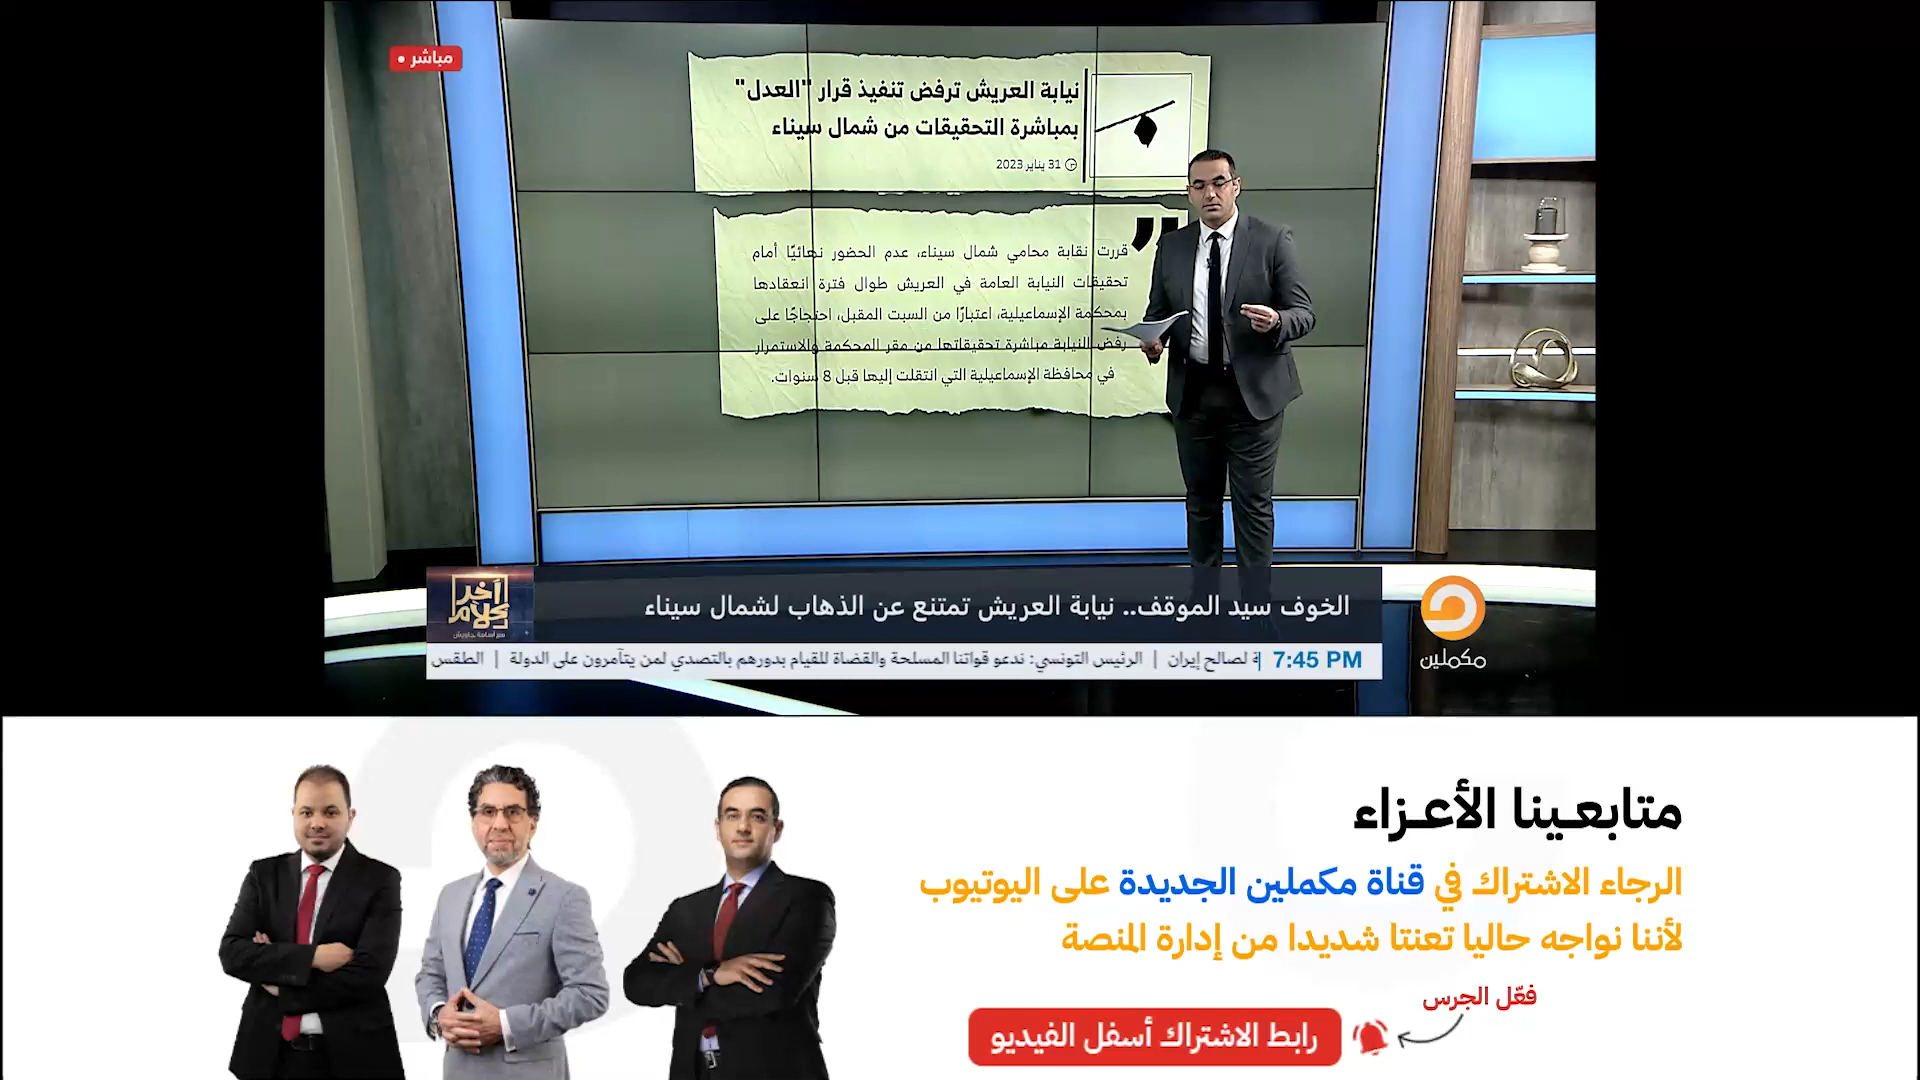 مباشر
نيابة العريش ترفض تنفيذ قرار "العدل"
بمباشرة التحقيقات من شمال سيناء
31 يناير 2023
قررت نقابة محامي شمال سيناء، عدم الحضور نهائيًا أمام
تحقيقات النيابة العامة في العريش طوال فترة انعقادها
بمحكمة الإسماعيلية، اعتبارًا من السبت المقبل، احتجاجًا على
رفض النيابة مباشرة تحقيقاتها من مقر المحكمة والاستمرار
في محافظة الإسماعيلية التي انتقلت إليها قبل 8 سنوات.
الخوف سيد الموقف.. نيابة العريش تمتنع عن الذهاب لشمال سيناء
آخر كلام
مع أسامة جاويش
7:45 PM
ة لصالح إيران | الرئيس التونسي: ندعو قواتنا المسلحة والقضاة للقيام بدورهم بالتصدي لمن يتآمرون على الدولة | الطقس
مكملين
متابعينا الأعزاء
الرجاء الاشتراك في قناة مكملين الجديدة على اليوتيوب
لأننا نواجه حاليا تعنتا شديدا من إدارة المنصة
فعّل الجرس
رابط الاشتراك أسفل الفيديو